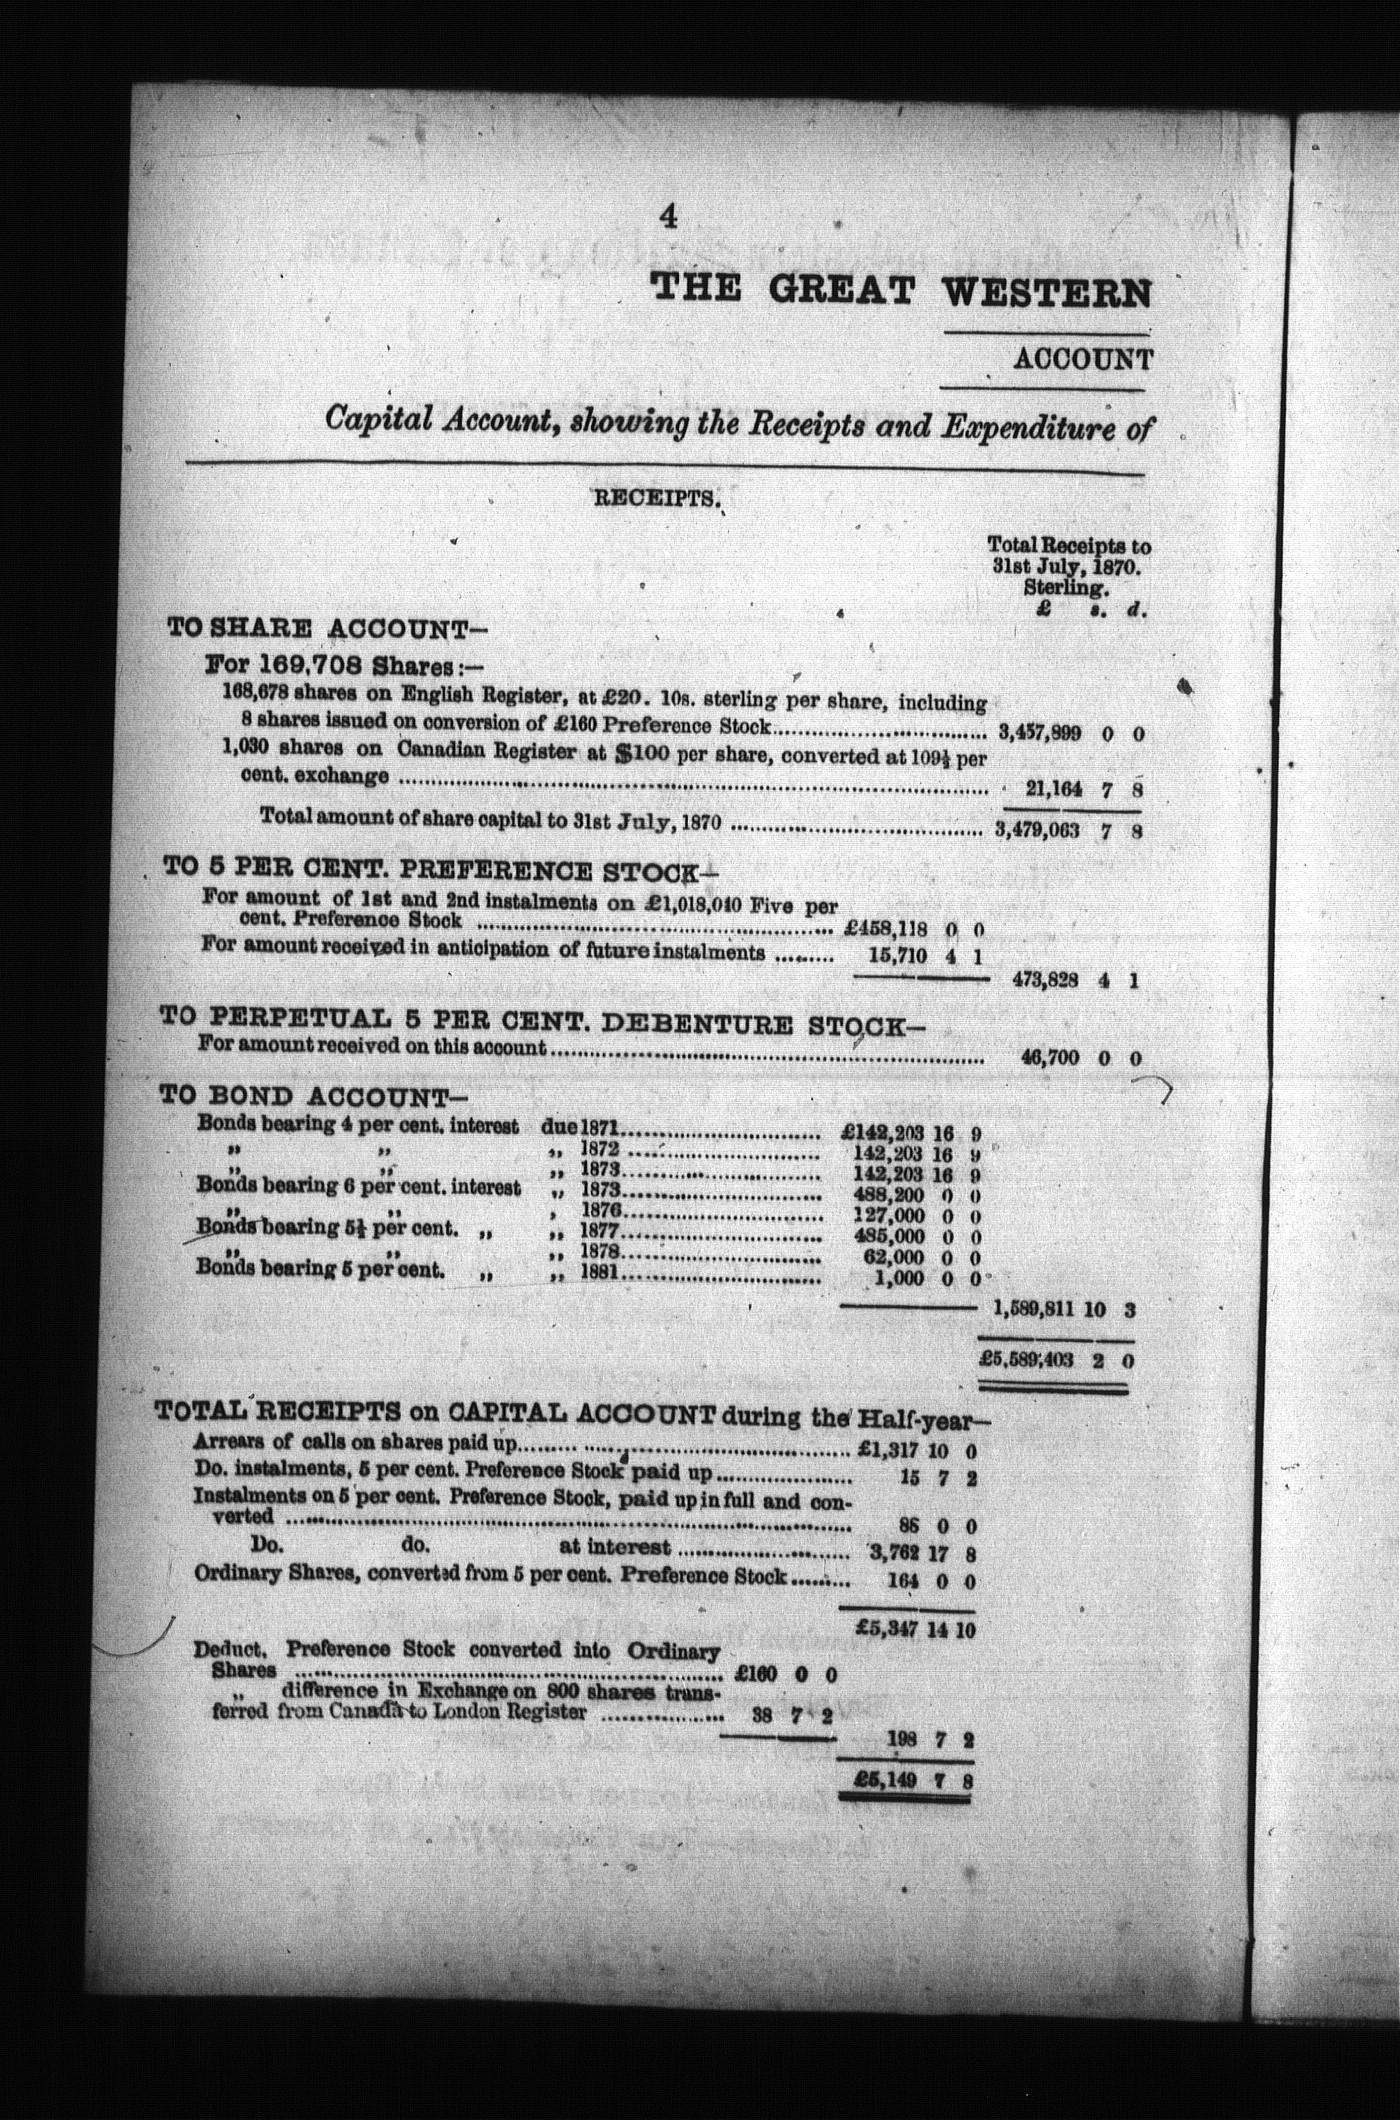 4
THE GREAT WESTERN
ACCOUNT
Capital Account, showing the Receipts and Expenditure of
RECEIPTS.
Total Receipts to
31st July, 1870.
Sterling.
£ s. d.
TO SHARE ACCOUNT—
For 169,708 Shares:—
168,678 shares on English Register, at £20. 10s. sterling per share, including
8 shares issued on conversion of £160 Preference Stock.................................. 3,457,899 0 0
1,030 shares on Canadian Register at $100 per share, converted at 109½ per
cent. exchange .................................................................. 21,164 7 8
Total amount of share capital to 31st July, 1870 .................................. 3,479,063 7 8
TO 5 PER CENT. PREFERENCE STOCK—
For amount of 1st and 2nd instalments on £1,018,040 Five per
cent. Preference Stock .................................................. £458,118 0 0
For amount received in anticipation of future instalments ......... 15,710 4 1
473,828 4 1
TO PERPETUAL 5 PER CENT. DEBENTURE STOCK—
For amount received on this account.................................................. 46,700 0 0
TO BOND ACCOUNT—
Bonds bearing 4 per cent. interest due 1871.............................. £142,203 16 9
„ „ „ 1872 .............................. 142,203 16 9
„ „ „ 1873.............................. 142,203 16 9
Bonds bearing 6 per cent. interest „ 1873.............................. 488,200 0 0
„ „ , 1876.............................. 127,000 0 0
Bonds bearing 5½ per cent. „ „ 1877.............................. 485,000 0 0
„ „ „ 1878.............................. 62,000 0 0
Bonds bearing 5 per cent. „ „ 1881.............................. 1,000 0 0
1,589,811 10 3
£5,589,403 2 0
TOTAL RECEIPTS on CAPITAL ACCOUNT during the Half-year—
Arrears of calls on shares paid up.................................................. £1,317 10 0
Do. instalments, 5 per cent. Preference Stock paid up.................... 15 7 2
Instalments on 5 per cent. Preference Stock, paid up in full and con-
verted .................................................................. 88 0 0
Do. do. at interest ......................... 3,762 17 8
Ordinary Shares, converted from 5 per cent. Preference Stock......... 164 0 0
£5,347 14 10
Deduct, Preference Stock converted into Ordinary
Shares .................................................. £160 0 0
„ difference in Exchange on 800 shares trans-
ferred from Canada to London Register .................. 38 7 2
198 7 2
£5,149 7 8